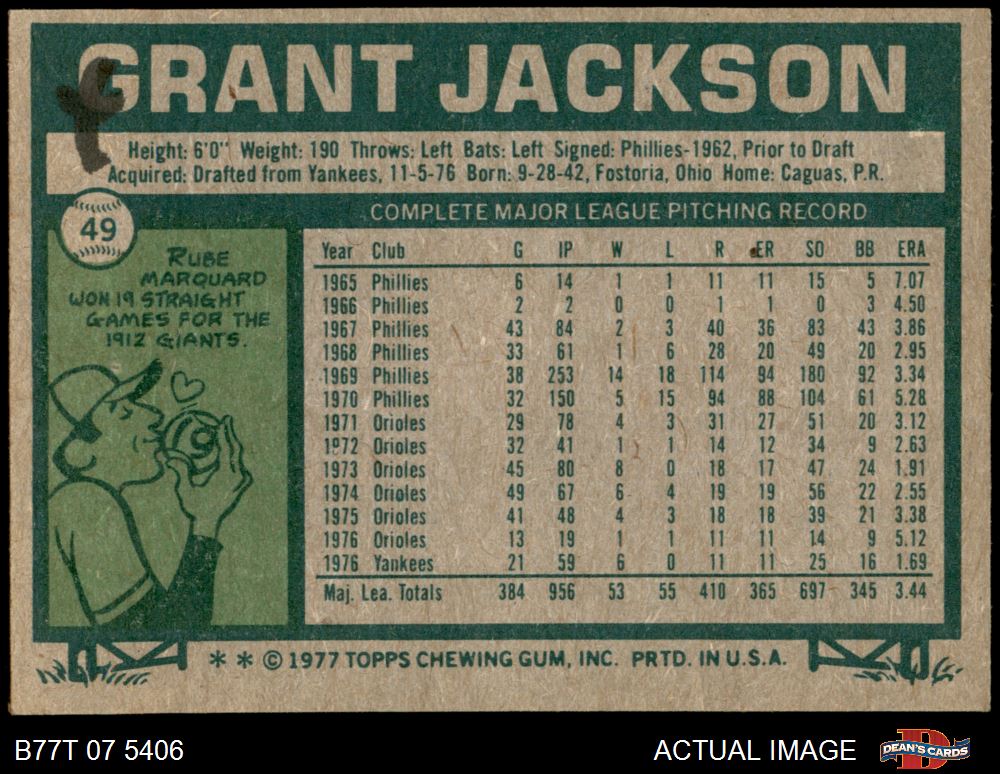 GRANT JACKSON
Height: 6'0" Weight: 190 Throws: Left Bats: Left Signed: Phillies-1962, Prior to Draft
Acquired: Drafted from Yankees, 11-5-76 Born: 9-28-42, Fostoria, Ohio Home: Caguas, P.R.
49
RUBE
MARQUARD
WON 19 STRAIGHT
GAMES FOR THE
1912 GIANTS.
COMPLETE MAJOR LEAGUE PITCHING RECORD
Year Club G IP W L R ER SO BB ERA
1965 Phillies 6 14 1 1 11 11 15 5 7.07
1966 Phillies 2 2 0 0 1 1 0 3 4.50
1967 Phillies 43 84 2 3 40 36 83 43 3.86
1968 Phillies 33 61 1 6 28 20 49 20 2.95
1969 Phillies 38 253 14 18 114 94 180 92 3.34
1970 Phillies 32 150 5 15 94 88 104 61 5.28
1971 Orioles 29 78 4 3 31 27 51 20 3.12
1972 Orioles 32 41 1 1 14 12 34 9 2.63
1973 Orioles 45 80 8 0 18 17 47 24 1.91
1974 Orioles 49 67 6 4 19 19 56 22 2.55
1975 Orioles 41 48 4 3 18 18 39 21 3.38
1976 Orioles 13 19 1 1 11 11 14 9 5.12
1976 Yankees 21 59 6 0 11 11 25 16 1.69
Maj. Lea. Totals 384 956 53 55 410 365 697 345 3.44
* * © 1977 TOPPS CHEWING GUM, INC. PRTD. IN U.S.A.
B77T 07 5406
ACTUAL IMAGE
DEAN'S CARDS